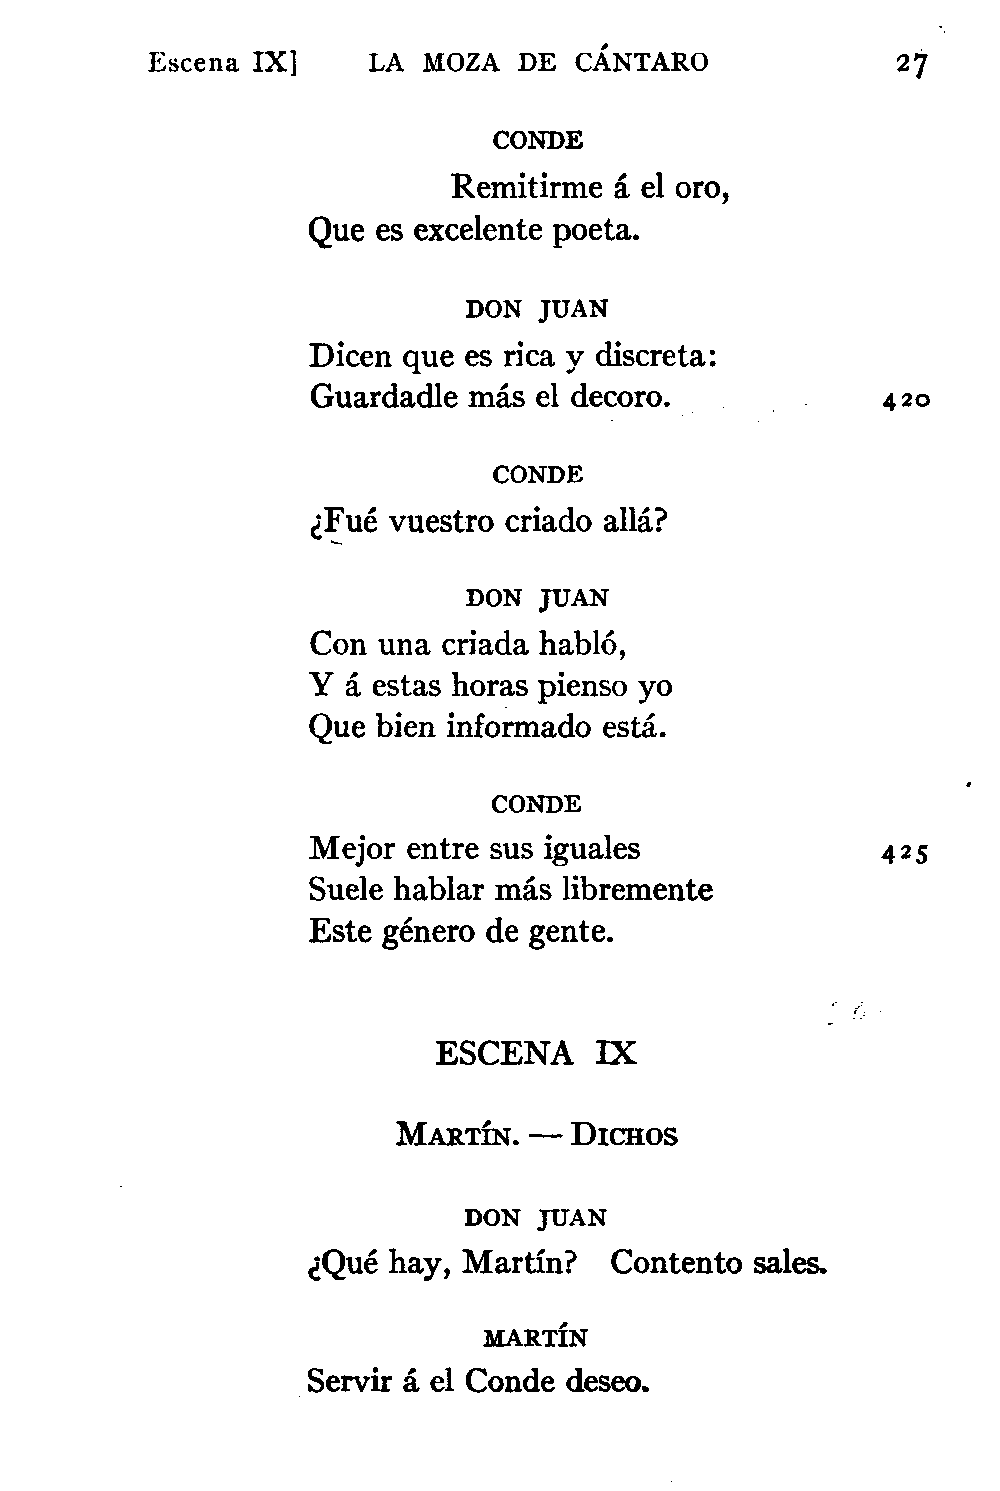 Escena IX] LA MOZA DE CÁNTARO 27
CONDE
Remitirme á el oro,
Que es excelente poeta.
DON JUAN
Dicen que es rica y discreta:
Guardadle más el decoro. 420
CONDE
¿Fué vuestro criado allá?
DON JUAN
Con una criada habló,
Y á estas horas pienso yo
Que bien informado está.
CONDE
Mejor entre sus iguales 425
Suele hablar más libremente
Este género de gente.
ESCENA IX
MARTÍN. — DICHOS
DON JUAN
¿Qué hay, Martín? Contento sales.
MARTÍN
Servir á el Conde deseo.